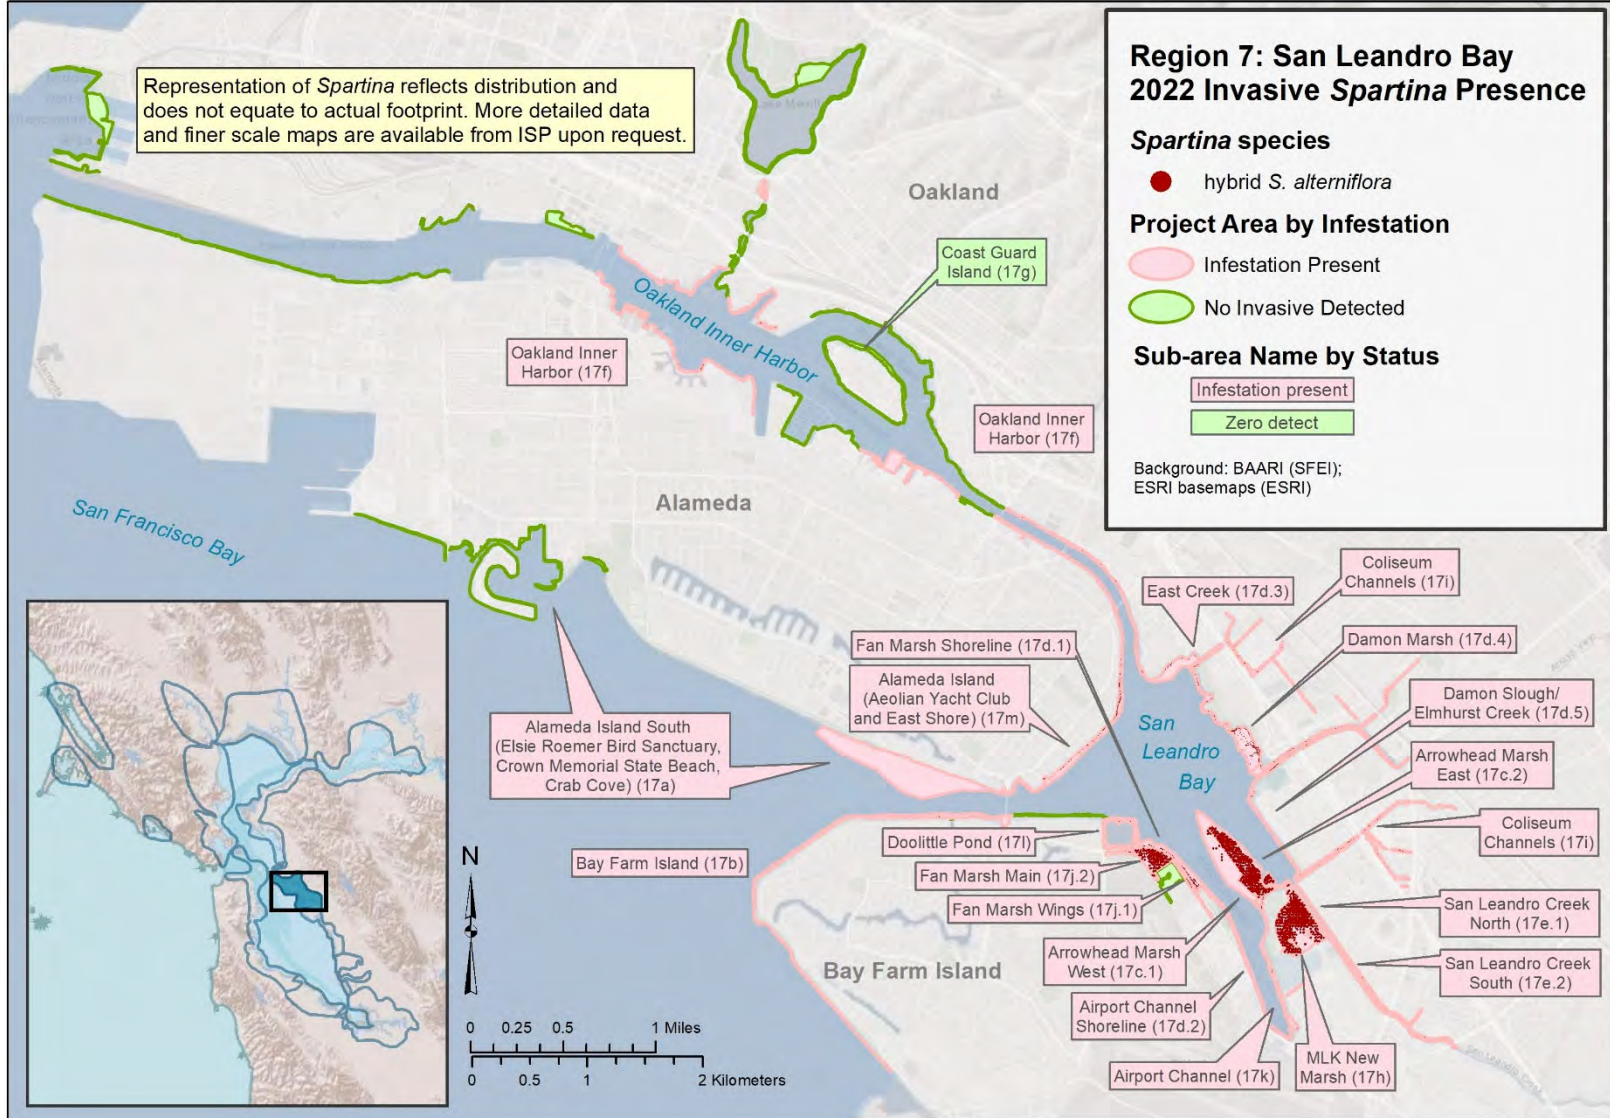 Representation of Spartina reflects distribution and
does not equate to actual footprint. More detailed data
and finer scale maps are available from ISP upon request.
Region 7: San Leandro Bay
2022 Invasive Spartina Presence
Spartina species
hybrid S. alterniflora
Project Area by Infestation
Infestation Present
No Invasive Detected
Sub-area Name by Status
Infestation present
Zero detect
Background: BAARI (SFEI);
ESRI basemaps (ESRI)
Oakland
Coast Guard
Island (17g)
Oakland Inner Harbor
Oakland Inner
Harbor (17f)
Oakland Inner
Harbor (17f)
Alameda
San Francisco Bay
Coliseum
Channels (17i)
East Creek (17d.3)
Damon Marsh (17d.4)
Fan Marsh Shoreline (17d.1)
Alameda Island
(Aeolian Yacht Club
and East Shore) (17m)
Damon Slough/
Elmhurst Creek (17d.5)
Alameda Island South
(Elsie Roemer Bird Sanctuary,
Crown Memorial State Beach,
Crab Cove) (17a)
San
Leandro
Bay
Arrowhead Marsh
East (17c.2)
Coliseum
Channels (17i)
Doolittle Pond (17l)
Bay Farm Island (17b)
Fan Marsh Main (17j.2)
Fan Marsh Wings (17j.1)
San Leandro Creek
North (17e.1)
Arrowhead Marsh
West (17c.1)
Bay Farm Island
San Leandro Creek
South (17e.2)
Airport Channel
Shoreline (17d.2)
MLK New
Marsh (17h)
Airport Channel (17k)
San Leandro Creek
N
0 0.25 0.5 1 Miles
0 0.5 1 2 Kilometers